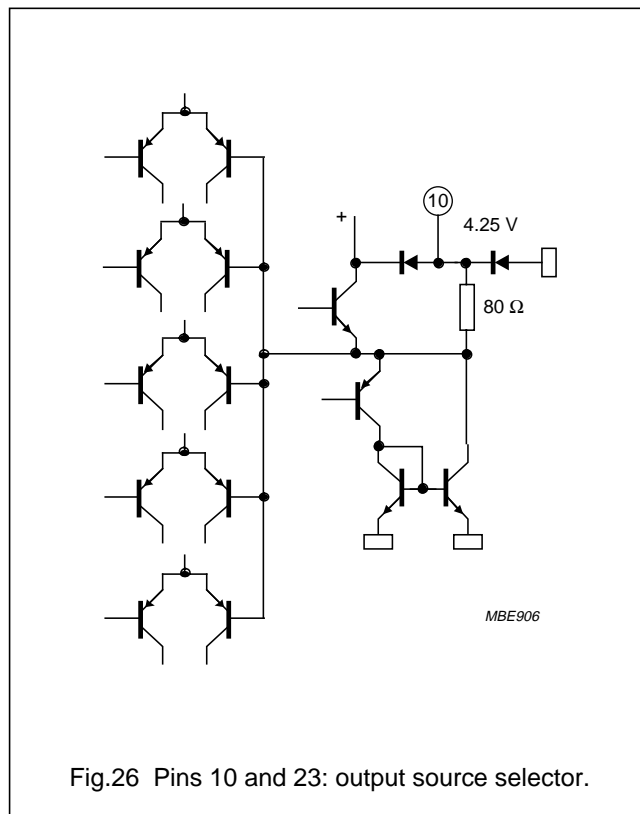 10
+
4.25 V
80 Ω
MBE906
Fig.26 Pins 10 and 23: output source selector.